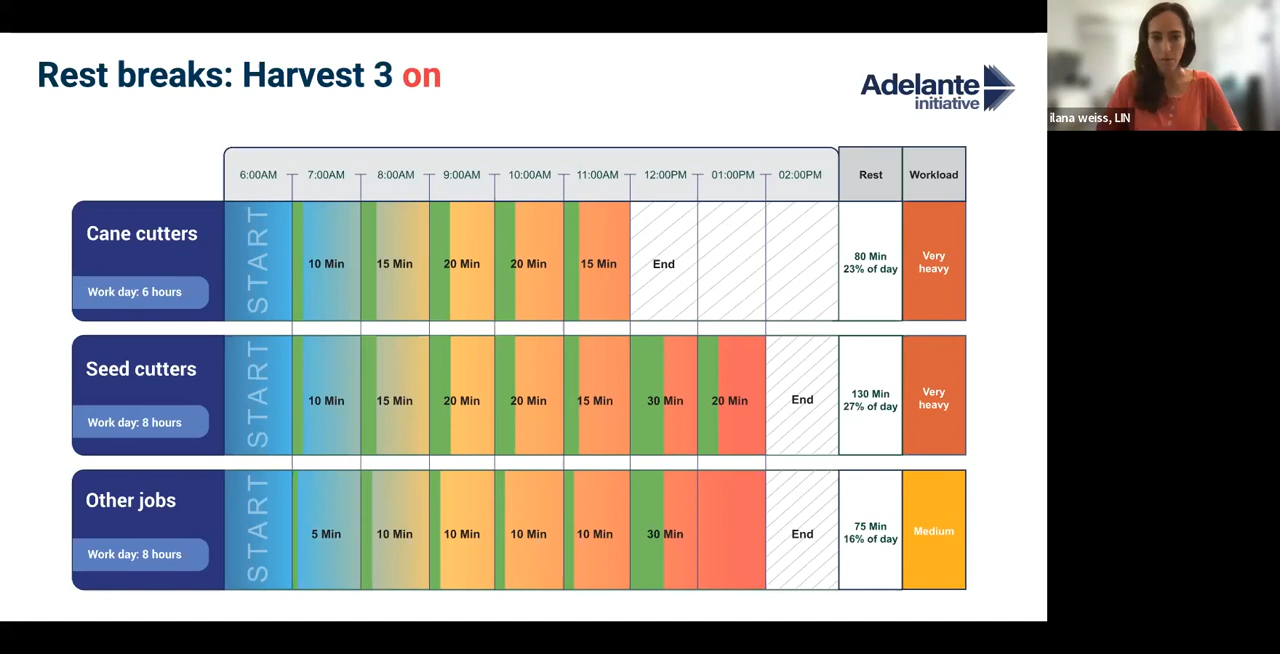 Rest breaks: Harvest 3 on
Adelante
initiative
ilana weiss, LIN
6:00AM 7:00AM 8:00AM 9:00AM 10:00AM 11:00AM 12:00PM 01:00PM 02:00PM Rest Workload
Cane cutters
Work day: 6 hours
START
10 Min 15 Min 20 Min 20 Min 15 Min End
80 Min
23% of day
Very
heavy
Seed cutters
Work day: 8 hours
START
10 Min 15 Min 20 Min 20 Min 15 Min 30 Min 20 Min End
130 Min
27% of day
Very
heavy
Other jobs
Work day: 8 hours
START
5 Min 10 Min 10 Min 10 Min 10 Min 30 Min End
75 Min
16% of day
Medium